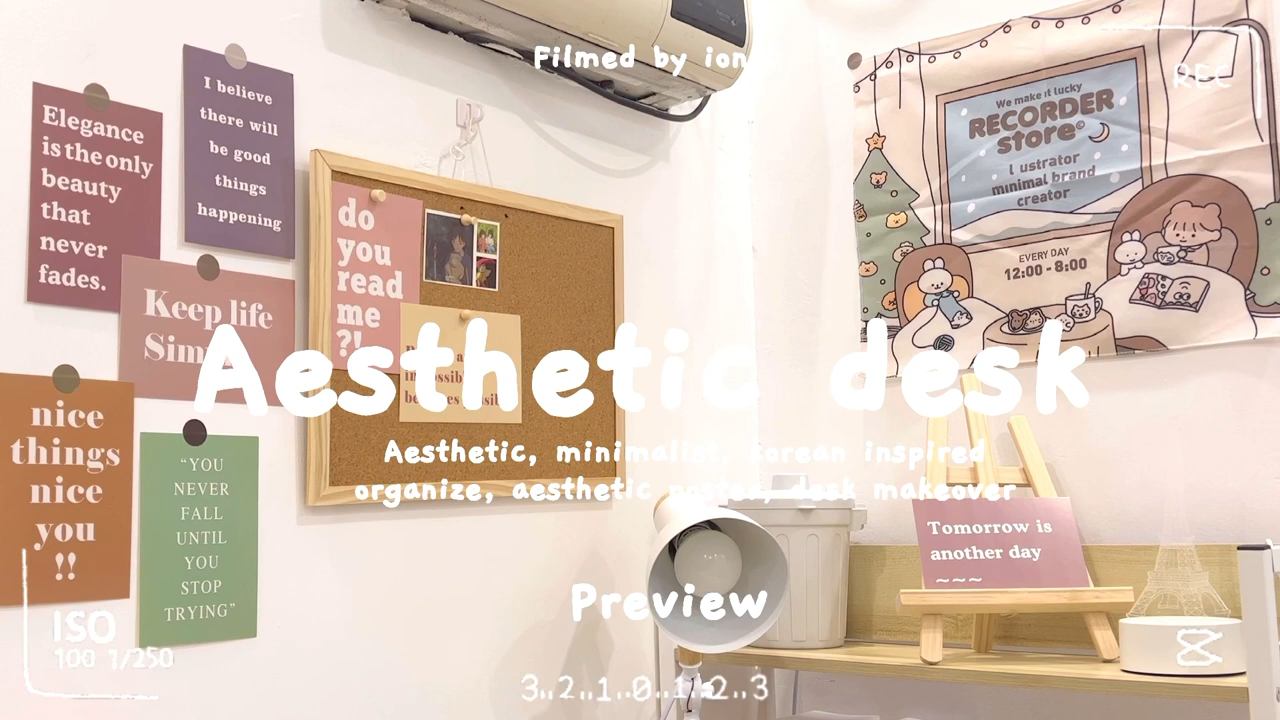 Filmed by ion
REC
Elegance
is the only
beauty
that
never
fades.
I believe
there will
be good
things
happening
Keep life
nice
things
nice
you
!!
"YOU
NEVER
FALL
UNTIL
YOU
STOP
TRYING"
do
you
read
me
?!
We make it lucky
RECORDER
store©
l ustrator
minimal brand
creator
EVERY DAY
12:00 - 8:00
Aesthetic desk
Aesthetic, minimalist, korean inspired
organize, aesthetic poster, desk makeover
Tomorrow is
another day
~~~
Preview
ISO
100 1/250
3..2..1..0..1..2..3